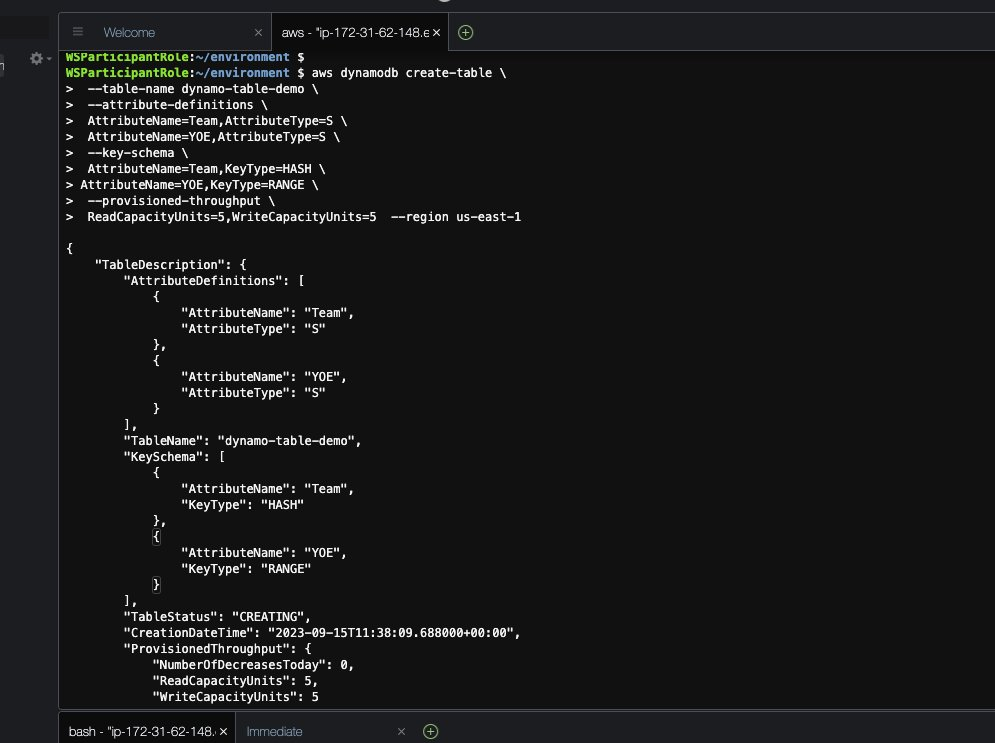 Welcome
aws - "ip-172-31-62-148.e
WSParticipantRole:~/environment $
WSParticipantRole:~/environment $ aws dynamodb create-table \
>  --table-name dynamo-table-demo \
>  --attribute-definitions \
>  AttributeName=Team,AttributeType=S \
>  AttributeName=YOE,AttributeType=S \
>  --key-schema \
>  AttributeName=Team,KeyType=HASH \
> AttributeName=YOE,KeyType=RANGE \
>  --provisioned-throughput \
>  ReadCapacityUnits=5,WriteCapacityUnits=5  --region us-east-1
{
    "TableDescription": {
        "AttributeDefinitions": [
            {
                "AttributeName": "Team",
                "AttributeType": "S"
            },
            {
                "AttributeName": "YOE",
                "AttributeType": "S"
            }
        ],
        "TableName": "dynamo-table-demo",
        "KeySchema": [
            {
                "AttributeName": "Team",
                "KeyType": "HASH"
            },
            {
                "AttributeName": "YOE",
                "KeyType": "RANGE"
            }
        ],
        "TableStatus": "CREATING",
        "CreationDateTime": "2023-09-15T11:38:09.688000+00:00",
        "ProvisionedThroughput": {
            "NumberOfDecreasesToday": 0,
            "ReadCapacityUnits": 5,
            "WriteCapacityUnits": 5
bash - "ip-172-31-62-148.
Immediate